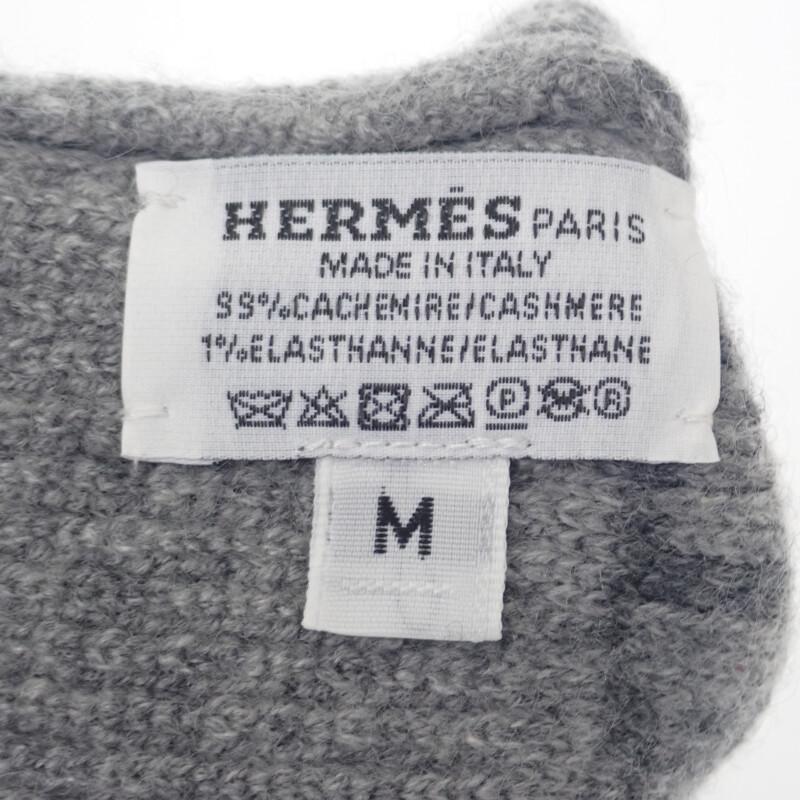 HERMÈS PARIS
MADE IN ITALY
99%CACHEMIRE/CASHMERE
1%ELASTHANNE/ELASTHANE
P R
M